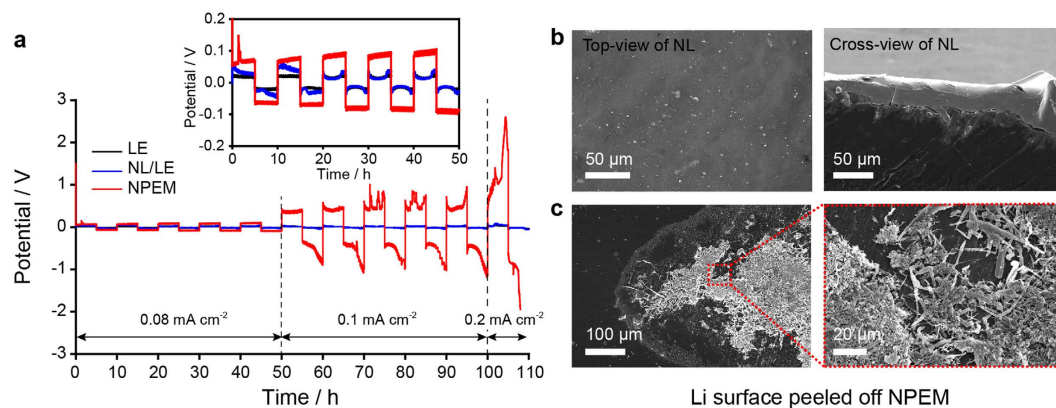 a
Potential / V
3
2
1
0
-1
-2
-3
LE
NL/LE
NPEM
0.08 mA cm⁻²
0.1 mA cm⁻²
0.2 mA cm⁻²
0 10 20 30 40 50 60 70 80 90 100 110
Time / h
Potential / V
0.2
0.1
0.0
-0.1
-0.2
0 10 20 30 40 50
Time / h
b
Top-view of NL
50 µm
Cross-view of NL
50 µm
c
100 µm
20 µm
Li surface peeled off NPEM